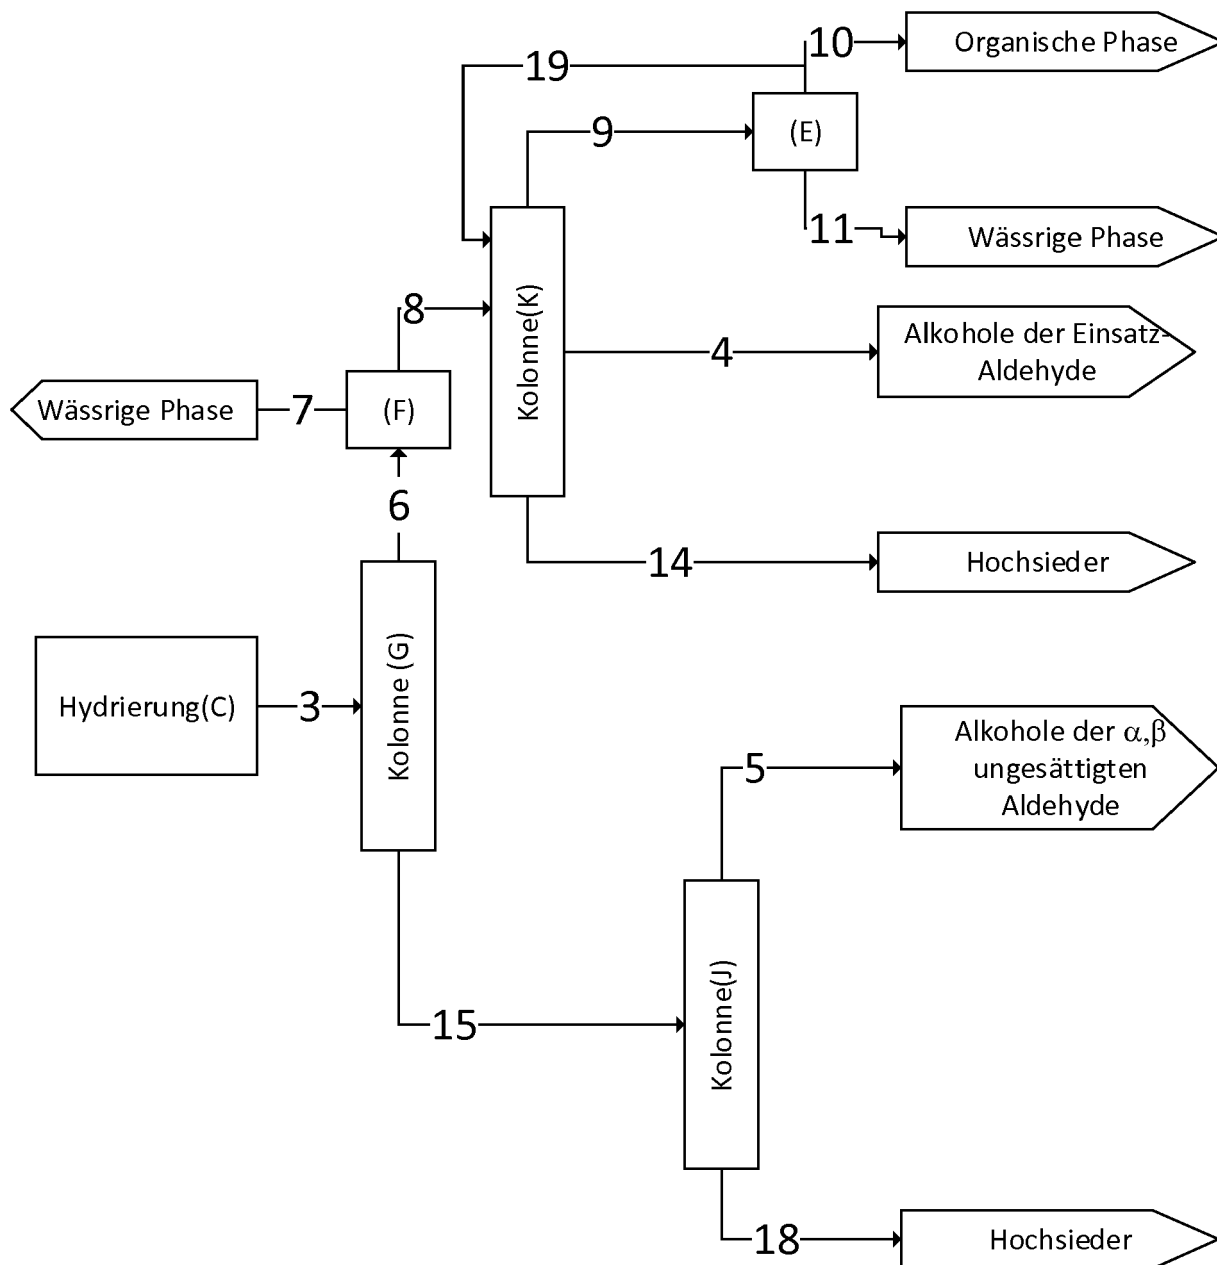 10
Organische Phase
19
9
(E)
11
Wässrige Phase
8
Kolonne(K)
4
Alkohole der Einsatz-
Aldehyde
Wässrige Phase
7
(F)
6
14
Hochsieder
Kolonne (G)
Hydrierung(C)
3
Alkohole der α,β
ungesättigten
Aldehyde
5
Kolonne(J)
15
18
Hochsieder